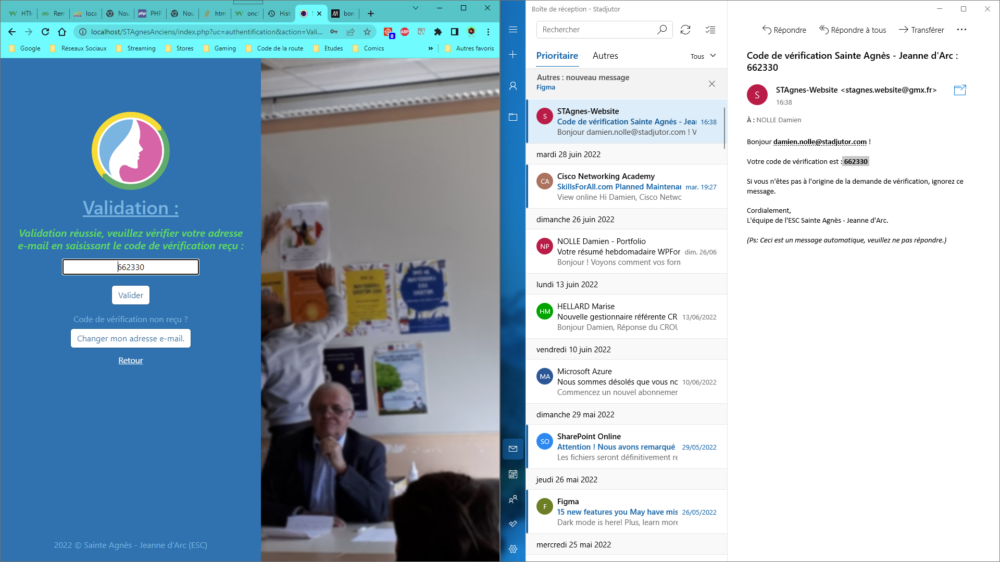 HTM
Rem
loca
Nou
PHP
Nou
htm
oncl
Hist
bor
localhost/STAgnesAnciens/index.php?uc=authentification&action=Vali...
0
ABP
Google
Réseaux Sociaux
Streaming
Stores
Gaming
Code de la route
Etudes
Comics
»
Autres favoris
Validation :
Validation réussie, veuillez vérifier votre adresse
e-mail en saisissant le code de vérification reçu :
662330
Valider
Code de vérification non reçu ?
Changer mon adresse e-mail.
Retour
2022 © Sainte Agnès - Jeanne d'Arc (ESC)
Boîte de réception - Stadjutor
Rechercher
Prioritaire
Autres
Tous
Autres : nouveau message
Figma
S
STAgnes-Website
Code de vérification Sainte Agnès - Jea
16:38
Bonjour damien.nolle@stadjutor.com ! V
mardi 28 juin 2022
CA
Cisco Networking Academy
SkillsForAll.com Planned Maintenar
mar. 19:27
View online Hi Damien, Cisco Netwo
dimanche 26 juin 2022
NP
NOLLE Damien - Portfolio
Votre résumé hebdomadaire WPFor
dim. 26/06
Bonjour ! Voyons comment vos forn
lundi 13 juin 2022
HM
HELLARD Marise
Nouvelle gestionnaire référente CR
13/06/2022
Bonjour Damien, Réponse du CROU
vendredi 10 juin 2022
MA
Microsoft Azure
Nous sommes désolés que vous nc
10/06/2022
Commencez un nouvel abonnemer
dimanche 29 mai 2022
SO
SharePoint Online
Attention ! Nous avons remarqué
29/05/2022
Les fichiers seront définitivement re
jeudi 26 mai 2022
F
Figma
15 new features you May have mis
26/05/2022
Dark mode is here! Plus, learn more
mercredi 25 mai 2022
Répondre
Répondre à tous
Transférer
Code de vérification Sainte Agnès - Jeanne d'Arc :
662330
S
STAgnes-Website <stagnes.website@gmx.fr>
16:38
À : NOLLE Damien
Bonjour damien.nolle@stadjutor.com !
Votre code de vérification est : 662330
Si vous n'êtes pas à l'origine de la demande de vérification, ignorez ce
message.
Cordialement,
L'équipe de l'ESC Sainte Agnès - Jeanne d'Arc.
(Ps: Ceci est un message automatique, veuillez ne pas répondre.)